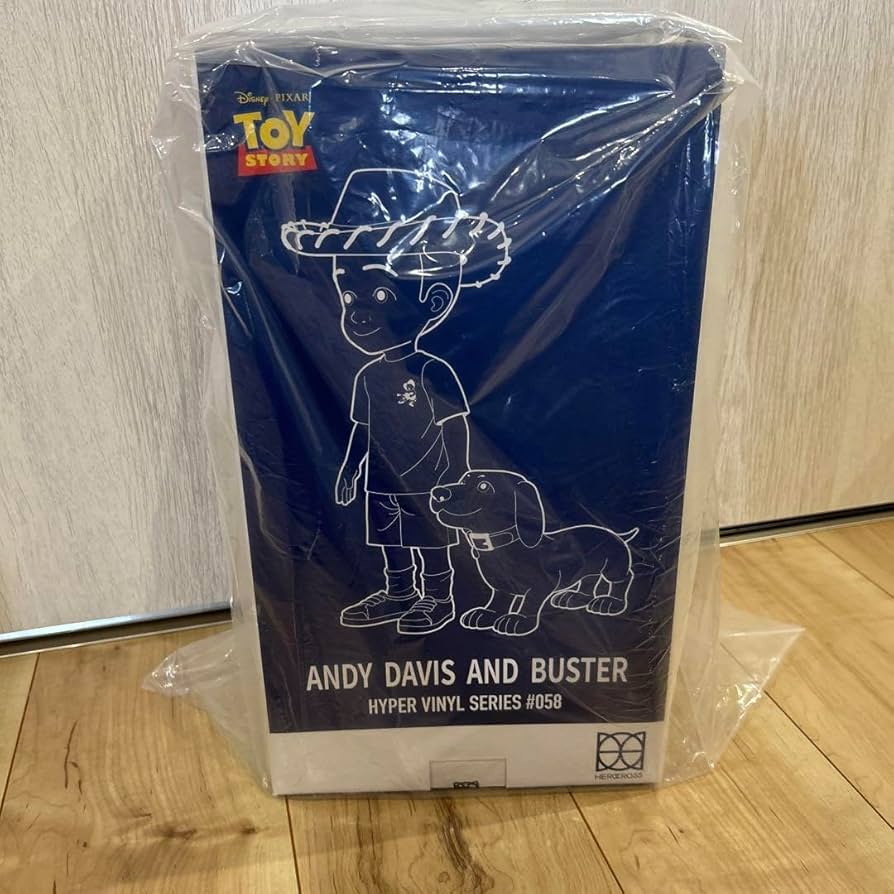 Disney · PIXAR
TOY
STORY
ANDY DAVIS AND BUSTER
HYPER VINYL SERIES #058
HEROCROSS